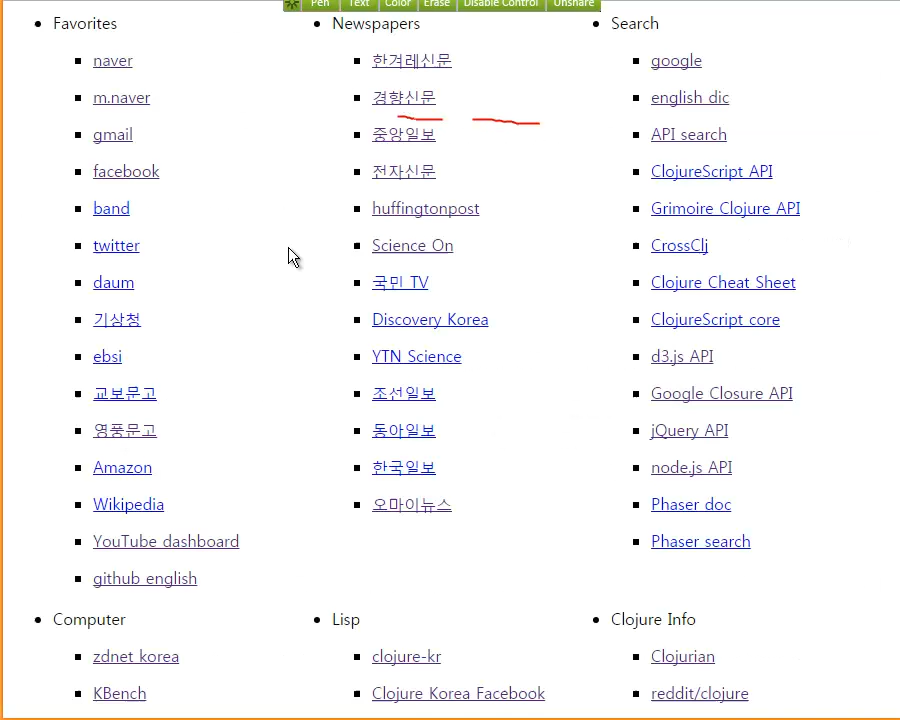 Pen Text Color Erase Disable Control Unshare
Favorites
naver
m.naver
gmail
facebook
band
twitter
daum
기상청
ebsi
교보문고
영풍문고
Amazon
Wikipedia
YouTube dashboard
github english
Newspapers
한겨레신문
경향신문
중앙일보
전자신문
huffingtonpost
Science On
국민 TV
Discovery Korea
YTN Science
조선일보
동아일보
한국일보
오마이뉴스
Search
google
english dic
API search
ClojureScript API
Grimoire Clojure API
CrossClj
Clojure Cheat Sheet
ClojureScript core
d3.js API
Google Closure API
jQuery API
node.js API
Phaser doc
Phaser search
Computer
zdnet korea
KBench
Lisp
clojure-kr
Clojure Korea Facebook
Clojure Info
Clojurian
reddit/clojure